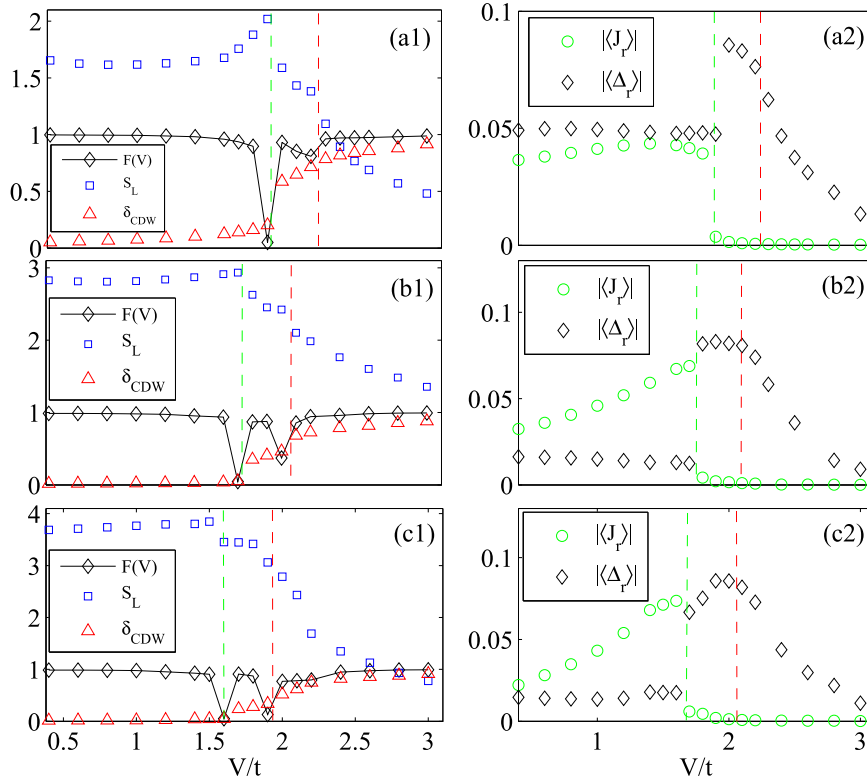 2
1.5
1
0.5
0
F(V)
S_L
δ_CDW
(a1)
0.1
0.05
0
|⟨J_r⟩|
|⟨Δ_r⟩|
(a2)
3
2
1
0
F(V)
S_L
δ_CDW
(b1)
0.1
0.05
0
|⟨J_r⟩|
|⟨Δ_r⟩|
(b2)
4
3
2
1
0
F(V)
S_L
δ_CDW
(c1)
0.1
0.05
0
|⟨J_r⟩|
|⟨Δ_r⟩|
(c2)
0.5 1 1.5 2 2.5 3
V/t
1 2 3
V/t